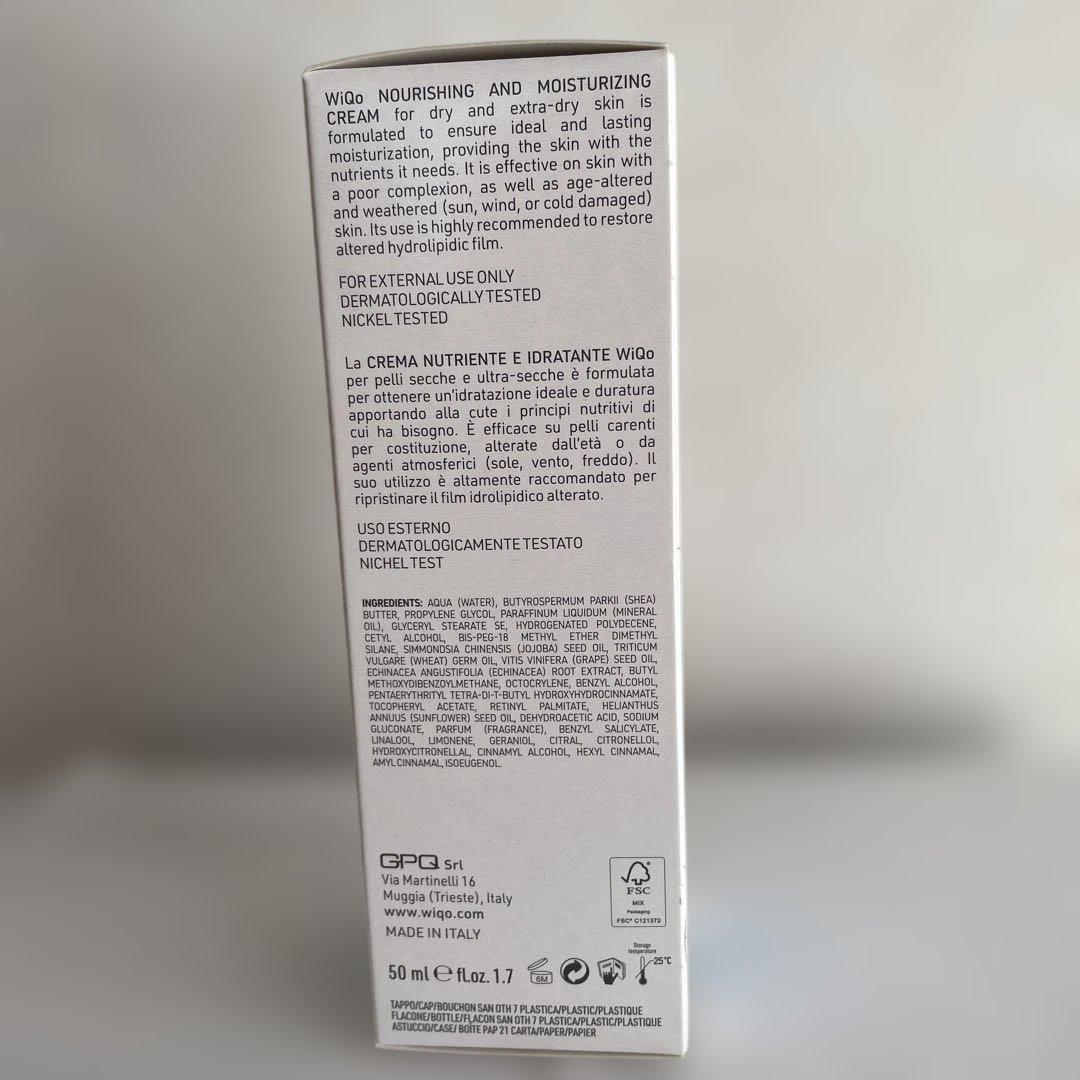 WiQo NOURISHING AND MOISTURIZING
CREAM for dry and extra-dry skin is
formulated to ensure ideal and lasting
moisturization, providing the skin with the
nutrients it needs. It is effective on skin with
a poor complexion, as well as age-altered
and weathered (sun, wind, or cold damaged)
skin. Its use is highly recommended to restore
altered hydrolipidic film.
FOR EXTERNAL USE ONLY
DERMATOLOGICALLY TESTED
NICKEL TESTED
La CREMA NUTRIENTE E IDRATANTE WiQo
per pelli secche e ultra-secche è formulata
per ottenere un'idratazione ideale e duratura
apportando alla cute i principi nutritivi di
cui ha bisogno. È efficace su pelli carenti
per costituzione, alterate dall'età o da
agenti atmosferici (sole, vento, freddo). Il
suo utilizzo è altamente raccomandato per
ripristinare il film idrolipidico alterato.
USO ESTERNO
DERMATOLOGICAMENTE TESTATO
NICHEL TEST
INGREDIENTS: AQUA (WATER), BUTYROSPERMUM PARKII (SHEA)
BUTTER, PROPYLENE GLYCOL, PARAFFINUM LIQUIDUM (MINERAL
OIL), GLYCERYL STEARATE SE, HYDROGENATED POLYDECENE,
CETYL ALCOHOL, BIS-PEG-18 METHYL ETHER DIMETHYL
SILANE, SIMMONDSIA CHINENSIS (JOJOBA) SEED OIL, TRITICUM
VULGARE (WHEAT) GERM OIL, VITIS VINIFERA (GRAPE) SEED OIL,
ECHINACEA ANGUSTIFOLIA (ECHINACEA) ROOT EXTRACT, BUTYL
METHOXYDIBENZOYLMETHANE, OCTOCRYLENE, BENZYL ALCOHOL,
PENTAERYTHRITYL TETRA-DI-T-BUTYL HYDROXYHYDROCINNAMATE,
TOCOPHERYL ACETATE, RETINYL PALMITATE, HELIANTHUS
ANNUUS (SUNFLOWER) SEED OIL, DEHYDROACETIC ACID, SODIUM
GLUCONATE, PARFUM (FRAGRANCE), BENZYL SALICYLATE,
LINALOOL, LIMONENE, GERANIOL, CITRAL, CITRONELLOL,
HYDROXYCITRONELLAL, CINNAMYL ALCOHOL, HEXYL CINNAMAL,
AMYL CINNAMAL, ISOEUGENOL.
GPQ Srl
Via Martinelli 16
Muggia (Trieste), Italy
www.wiqo.com
MADE IN ITALY
FSC
MIX
Packaging
FSC® C121372
Storage
temperature
25°C
50 ml ℮ fl.oz. 1.7
6M
TAPPO/CAP/BOUCHON SAN OTH 7 PLASTICA/PLASTIC/PLASTIQUE
FLACONE/BOTTLE/FLACON SAN OTH 7 PLASTICA/PLASTIC/PLASTIQUE
ASTUCCIO/CASE/ BOÎTE PAP 21 CARTA/PAPER/PAPIER